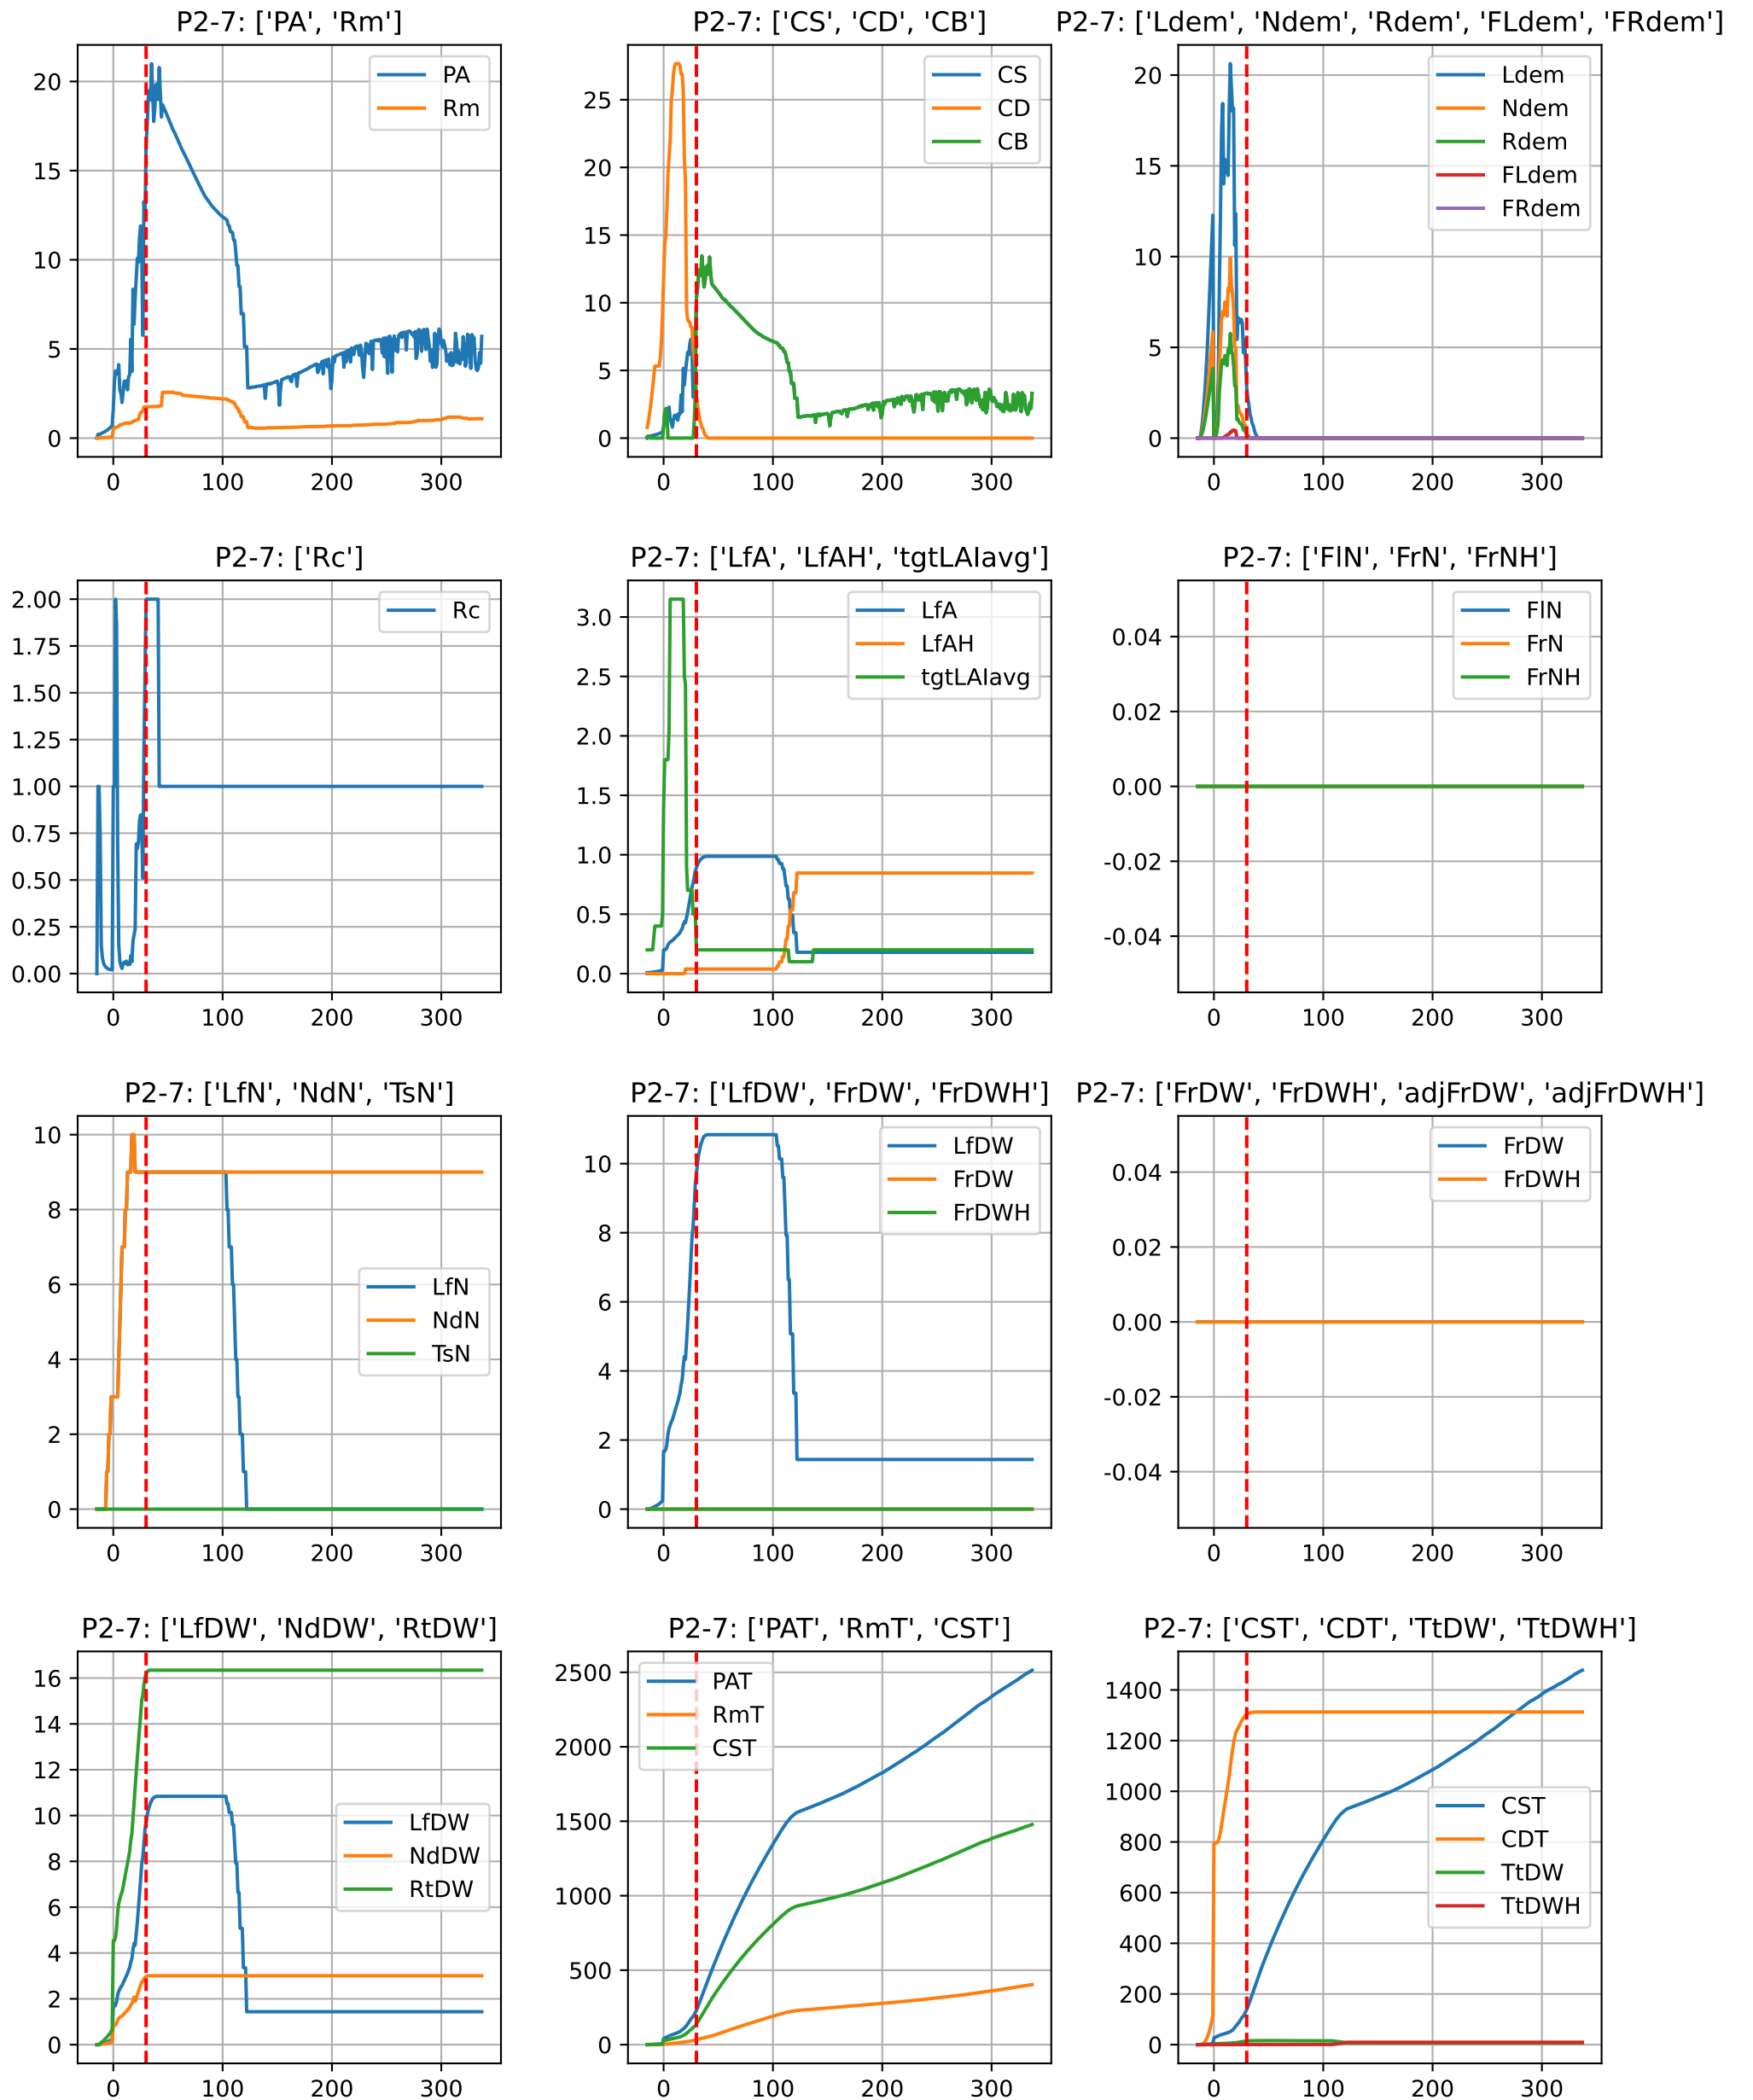 P2-7: ['PA', 'Rm']
20
15
10
5
0
0 100 200 300
PA
Rm
P2-7: ['CS', 'CD', 'CB']
25
20
15
10
5
0
0 100 200 300
CS
CD
CB
P2-7: ['Ldem', 'Ndem', 'Rdem', 'FLdem', 'FRdem']
20
15
10
5
0
0 100 200 300
Ldem
Ndem
Rdem
FLdem
FRdem
P2-7: ['Rc']
2.00
1.75
1.50
1.25
1.00
0.75
0.50
0.25
0.00
0 100 200 300
Rc
P2-7: ['LfA', 'LfAH', 'tgtLAIavg']
3.0
2.5
2.0
1.5
1.0
0.5
0.0
0 100 200 300
LfA
LfAH
tgtLAIavg
P2-7: ['FlN', 'FrN', 'FrNH']
0.04
0.02
0.00
-0.02
-0.04
0 100 200 300
FlN
FrN
FrNH
P2-7: ['LfN', 'NdN', 'TsN']
10
8
6
4
2
0
0 100 200 300
LfN
NdN
TsN
P2-7: ['LfDW', 'FrDW', 'FrDWH']
10
8
6
4
2
0
0 100 200 300
LfDW
FrDW
FrDWH
P2-7: ['FrDW', 'FrDWH', 'adjFrDW', 'adjFrDWH']
0.04
0.02
0.00
-0.02
-0.04
0 100 200 300
FrDW
FrDWH
P2-7: ['LfDW', 'NdDW', 'RtDW']
16
14
12
10
8
6
4
2
0
0 100 200 300
LfDW
NdDW
RtDW
P2-7: ['PAT', 'RmT', 'CST']
2500
2000
1500
1000
500
0
0 100 200 300
PAT
RmT
CST
P2-7: ['CST', 'CDT', 'TtDW', 'TtDWH']
1400
1200
1000
800
600
400
200
0
0 100 200 300
CST
CDT
TtDW
TtDWH